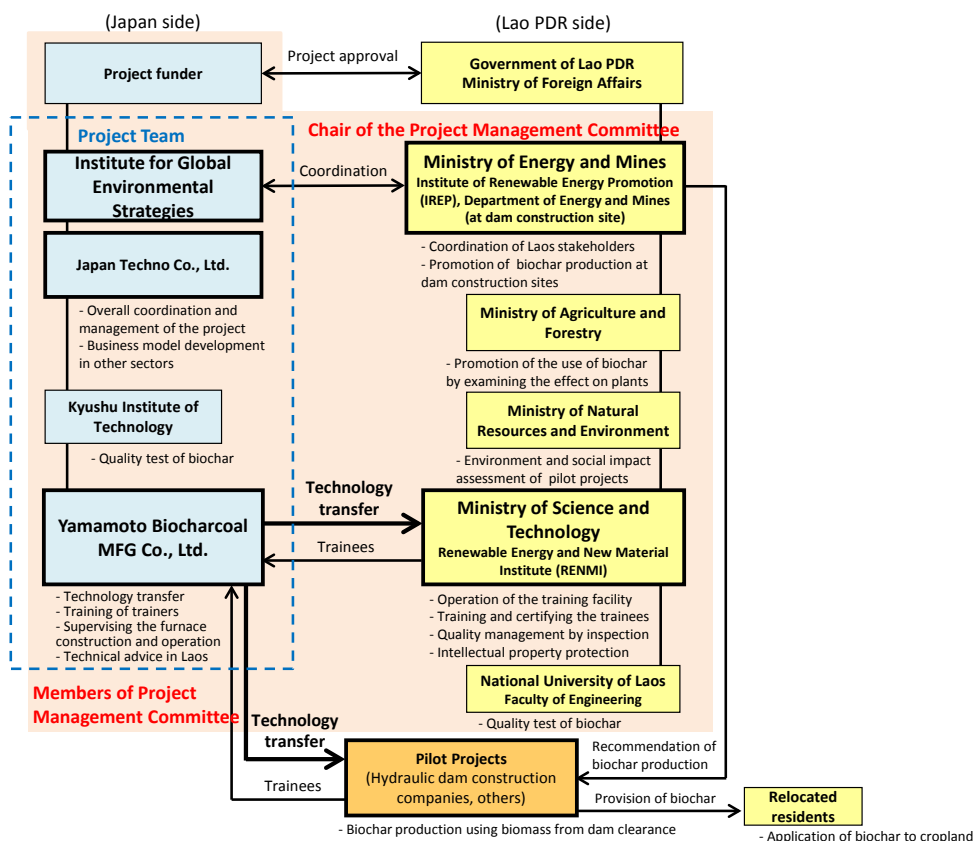 (Japan side)
(Lao PDR side)
Project funder
Project approval
Government of Lao PDR
Ministry of Foreign Affairs
Project Team
Chair of the Project Management Committee
Institute for Global
Environmental
Strategies
Coordination
Ministry of Energy and Mines
Institute of Renewable Energy Promotion
(IREP), Department of Energy and Mines
(at dam construction site)
Japan Techno Co., Ltd.
- Coordination of Laos stakeholders
- Promotion of biochar production at
dam construction sites
- Overall coordination and
management of the project
- Business model development
in other sectors
Ministry of Agriculture and
Forestry
- Promotion of the use of biochar
by examining the effect on plants
Kyushu Institute of
Technology
- Quality test of biochar
Ministry of Natural
Resources and Environment
- Environment and social impact
assessment of pilot projects
Yamamoto Biocharcoal
MFG Co., Ltd.
Technology
transfer
Trainees
Ministry of Science and
Technology
Renewable Energy and New Material
Institute (RENMI)
- Technology transfer
- Training of trainers
- Supervising the furnace
construction and operation
- Technical advice in Laos
- Operation of the training facility
- Training and certifying the trainees
- Quality management by inspection
- Intellectual property protection
National University of Laos
Faculty of Engineering
- Quality test of biochar
Members of Project
Management Committee
Technology
transfer
Trainees
Pilot Projects
(Hydraulic dam construction
companies, others)
- Biochar production using biomass from dam clearance
Recommendation of
biochar production
Provision of biochar
Relocated
residents
- Application of biochar to cropland